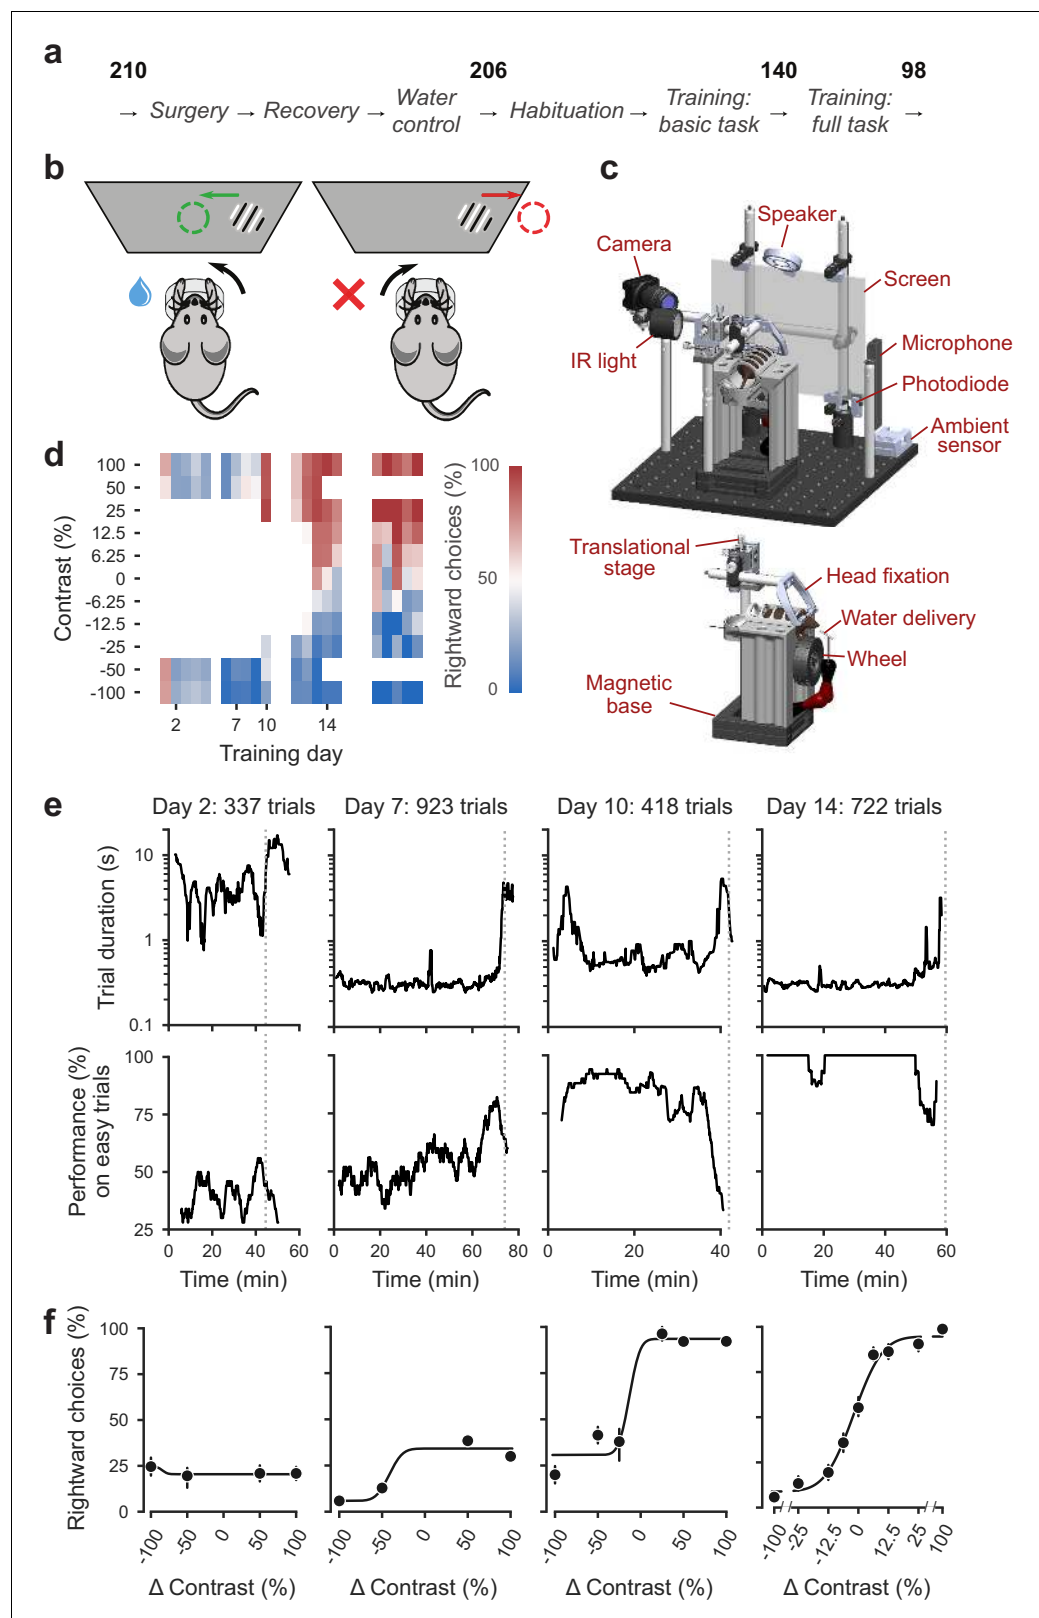 a
210 206 140 98
→ Surgery → Recovery → Water control → Habituation → Training: basic task → Training: full task →
b
c
Speaker
Camera
Screen
IR light
Microphone
Photodiode
Ambient
sensor
Translational
stage
Head fixation
Water delivery
Wheel
Magnetic
base
d
Contrast (%)
100
50
25
12.5
6.25
0
-6.25
-12.5
-25
-50
-100
2 7 10 14
Training day
Rightward choices (%)
100
50
0
e
Day 2: 337 trials Day 7: 923 trials Day 10: 418 trials Day 14: 722 trials
Trial duration (s)
10
1
0.1
Performance (%)
on easy trials
100
75
50
25
0 20 40 60
0 20 40 60 80
0 20 40
0 20 40 60
Time (min) Time (min) Time (min) Time (min)
f
Rightward choices (%)
100
75
50
25
0
-100 -50 0 50 100
-100 -50 0 50 100
-100 -50 0 50 100
-100 -25 -12.5 0 12.5 25 100
Δ Contrast (%) Δ Contrast (%) Δ Contrast (%) Δ Contrast (%)